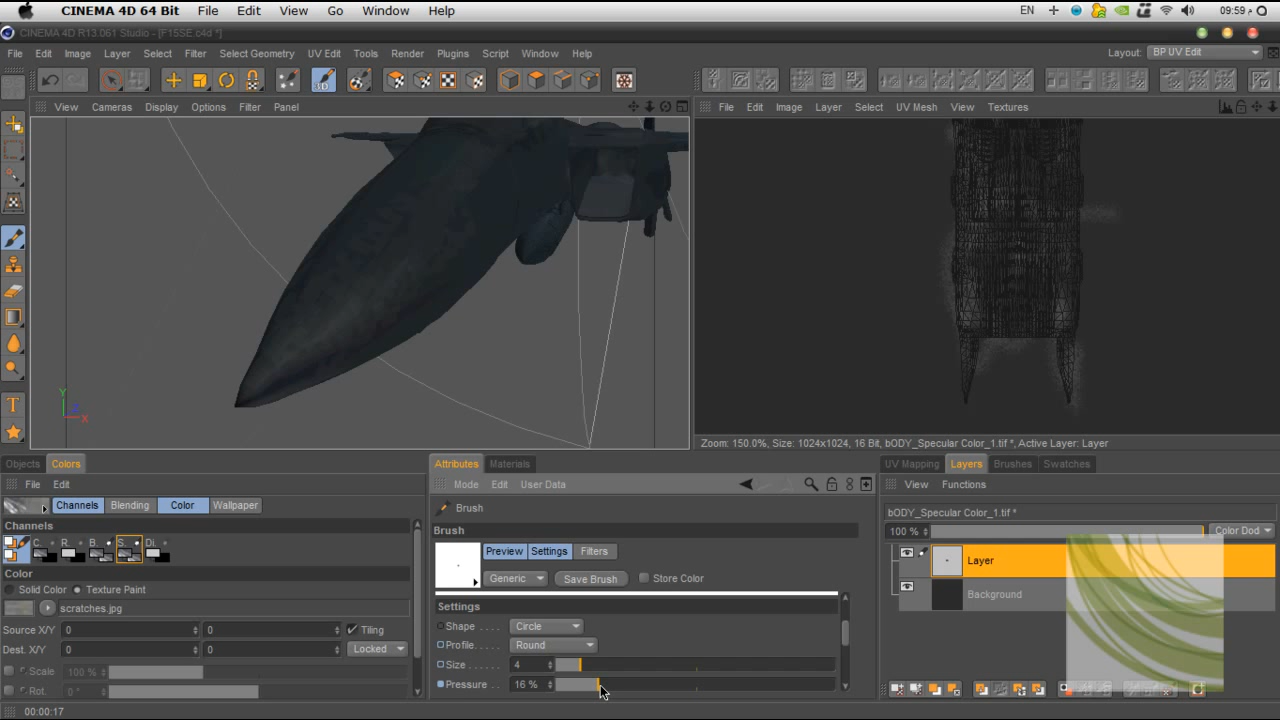 CINEMA 4D 64 Bit File Edit View Go Window Help EN م 09:59
CINEMA 4D R13.061 Studio - [F15SE.c4d *]
File Edit Image Layer Select Filter Select Geometry UV Edit Tools Render Plugins Script Window Help Layout: BP UV Edit
3D
View Cameras Display Options Filter Panel
File Edit Image Layer Select UV Mesh View Textures
Y
X
Zoom: 150.0%, Size: 1024x1024, 16 Bit, bODY_Specular Color_1.tif *, Active Layer: Layer
Objects Colors
File Edit
Channels Blending Color Wallpaper
Channels
C. R. B. S. Di.
Color
Solid Color Texture Paint
scratches.jpg
Source X/Y 0 0 Tiling
Dest. X/Y 0 0 Locked
Scale 100 %
Rot. 0 °
Attributes Materials
Mode Edit User Data
Brush
Brush
Preview Settings Filters
Generic Save Brush Store Color
Settings
Shape .... Circle
Profile.... Round
Size ...... 4
Pressure .. 16 %
UV Mapping Layers Brushes Swatches
View Functions
bODY_Specular Color_1.tif *
100 % Color Dod
Layer
Background
T
00:00:17